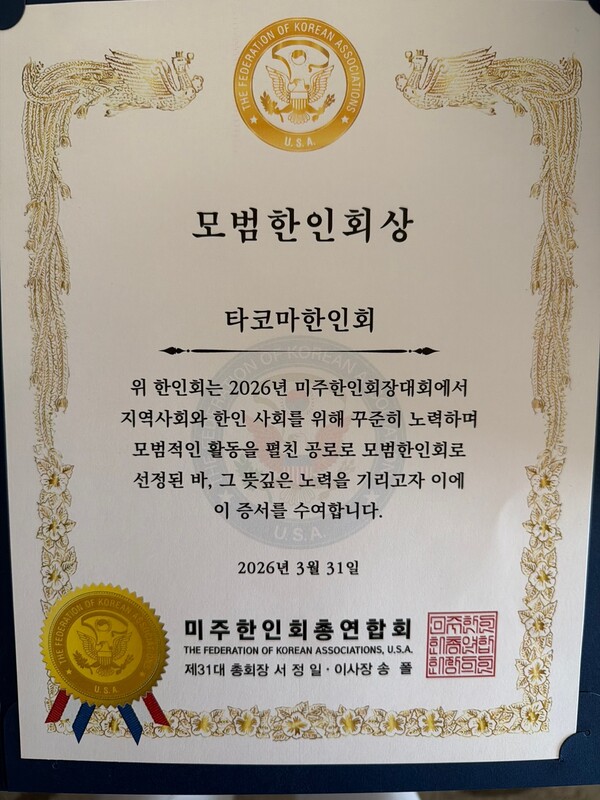 THE FEDERATION OF KOREAN ASSOCIATIONS
U.S.A.
모범한인회상
타코마한인회
위 한인회는 2026년 미주한인회장대회에서
지역사회와 한인 사회를 위해 꾸준히 노력하며
모범적인 활동을 펼친 공로로 모범한인회로
선정된 바, 그 뜻깊은 노력을 기리고자 이에
이 증서를 수여합니다.
U.S.A.
2026년 3월 31일
THE FEDERATION OF KOREAN ASSOCIATIONS
U.S.A
미주한인회총연합회
THE FEDERATION OF KOREAN ASSOCIATIONS, U.S.A.
제31대 총회장 서정일 · 이사장 송 폴